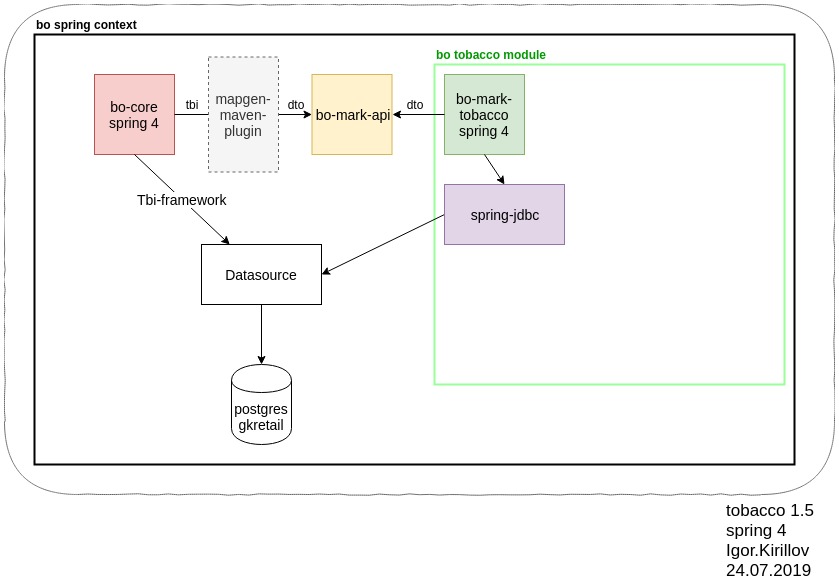 bo spring context
bo tobacco module
bo-core
spring 4
tbi
mapgen-
maven-
plugin
dto
bo-mark-api
dto
bo-mark-
tobacco
spring 4
Tbi-framework
spring-jdbc
Datasource
postgres
gkretail
tobacco 1.5
spring 4
Igor.Kirillov
24.07.2019